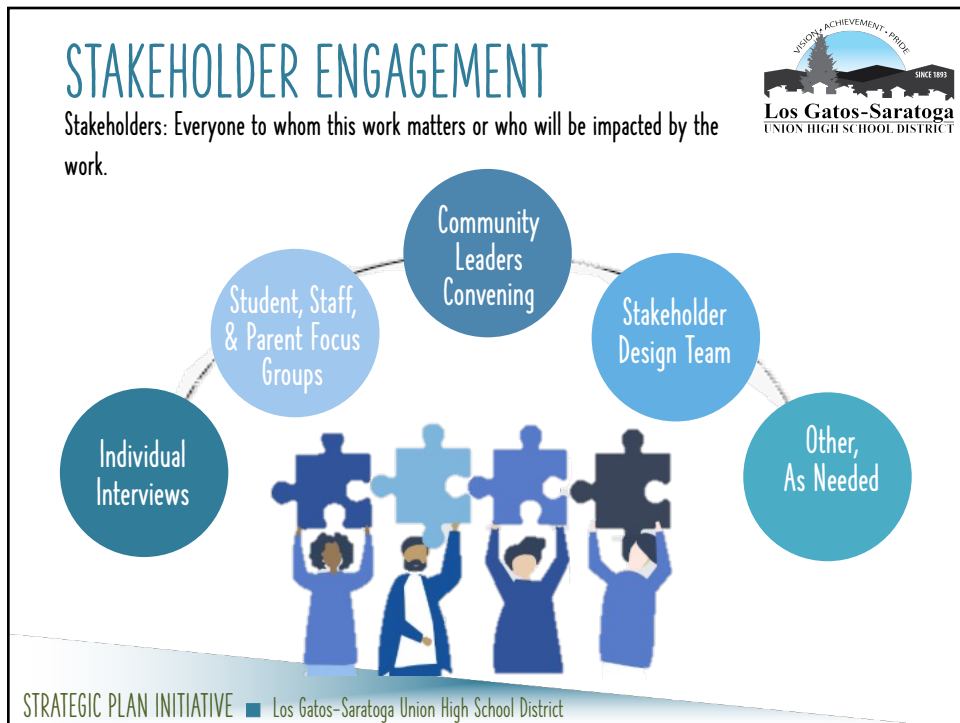 STAKEHOLDER ENGAGEMENT
Stakeholders: Everyone to whom this work matters or who will be impacted by the
work.
VISION • ACHIEVEMENT • PRIDE
SINCE 1893
Los Gatos-Saratoga
UNION HIGH SCHOOL DISTRICT
Individual
Interviews
Student, Staff,
& Parent Focus
Groups
Community
Leaders
Convening
Stakeholder
Design Team
Other,
As Needed
STRATEGIC PLAN INITIATIVE ■ Los Gatos-Saratoga Union High School District